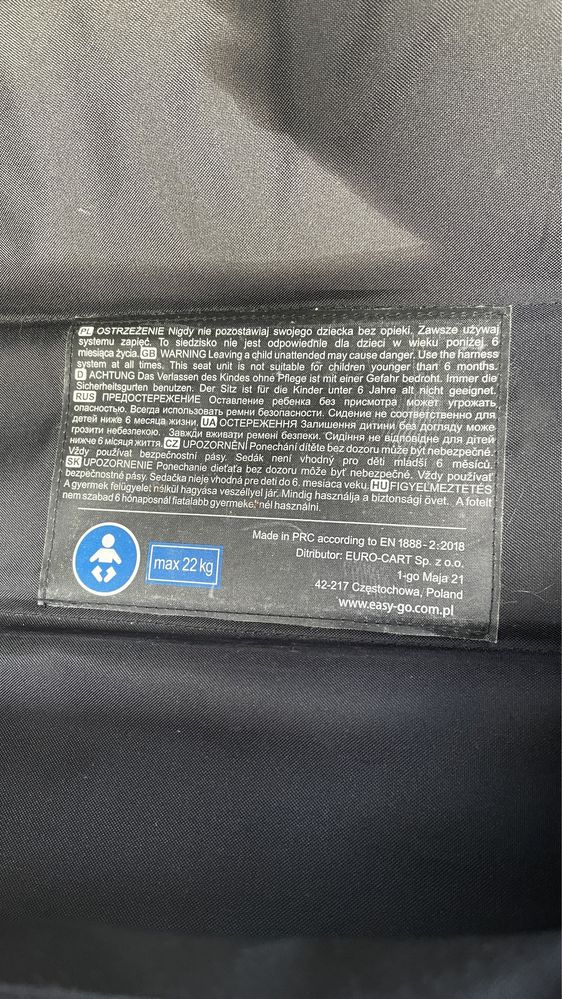 PL OSTRZEŻENIE Nigdy nie pozostawiaj swojego dziecka bez opieki. Zawsze używaj
systemu zapięć. To siedzisko nie jest odpowiednie dla dzieci w wieku poniżej 6
miesiąca życia. GB WARNING Leaving a child unattended may cause danger. Use the harness
system at all times. This seat unit is not suitable for children younger than 6 months.
D ACHTUNG Das Verlassen des Kindes ohne Pflege ist mit einer Gefahr bedroht. Immer die
Sicherheitsgurten benutzen. Der Sitz ist für die Kinder unter 6 Jahre alt nicht geeignet.
RUS ПРЕДОСТЕРЕЖЕНИЕ Оставление ребенка без присмотра может угрожать
опасностью. Всегда использовать ремни безопасности. Сидение не соответственно для
детей ниже 6 месяца жизни. UA ОСТЕРЕЖЕННЯ Залишення дитини без догляду може
грозити небезпекою. Завжди вживати ремені безпеки. Сидіння не відповідне для дітей
нижче 6 місяця життя. CZ UPOZORNĚNÍ Ponechání dítěte bez dozoru může být nebezpečné.
Vždy používat bezpečnostní pásy. Sedák není vhodný pro děti mladší 6 měsíců.
SK UPOZORNENIE Ponechanie dieťaťa bez dozoru môže byť nebezpečné. Vždy používať
bezpečnostné pásy. Sedačka nieje vhodná pre deti do 6. mesiaca veku. HU FIGYELMEZTETÉS
A gyermek felügyelet nélkül hagyása veszéllyel jár. Mindig használja a biztonsági övet. A fotelt
nem szabad 6 hónaposnál fiatalabb gyermekeknél használni.
Made in PRC according to EN 1888 - 2:2018
Ditributor: EURO-CART Sp. z o.o.
1-go Maja 21
42-217 Częstochowa, Poland
www.easy-go.com.pl
max 22 kg